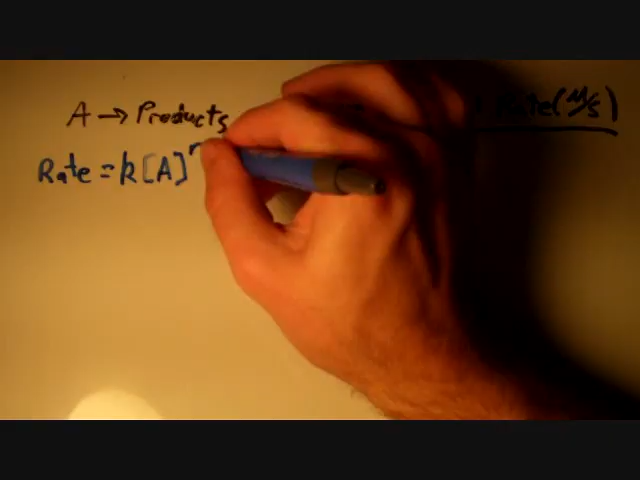 A → Products
Rate (M/s)
Rate = k[A]